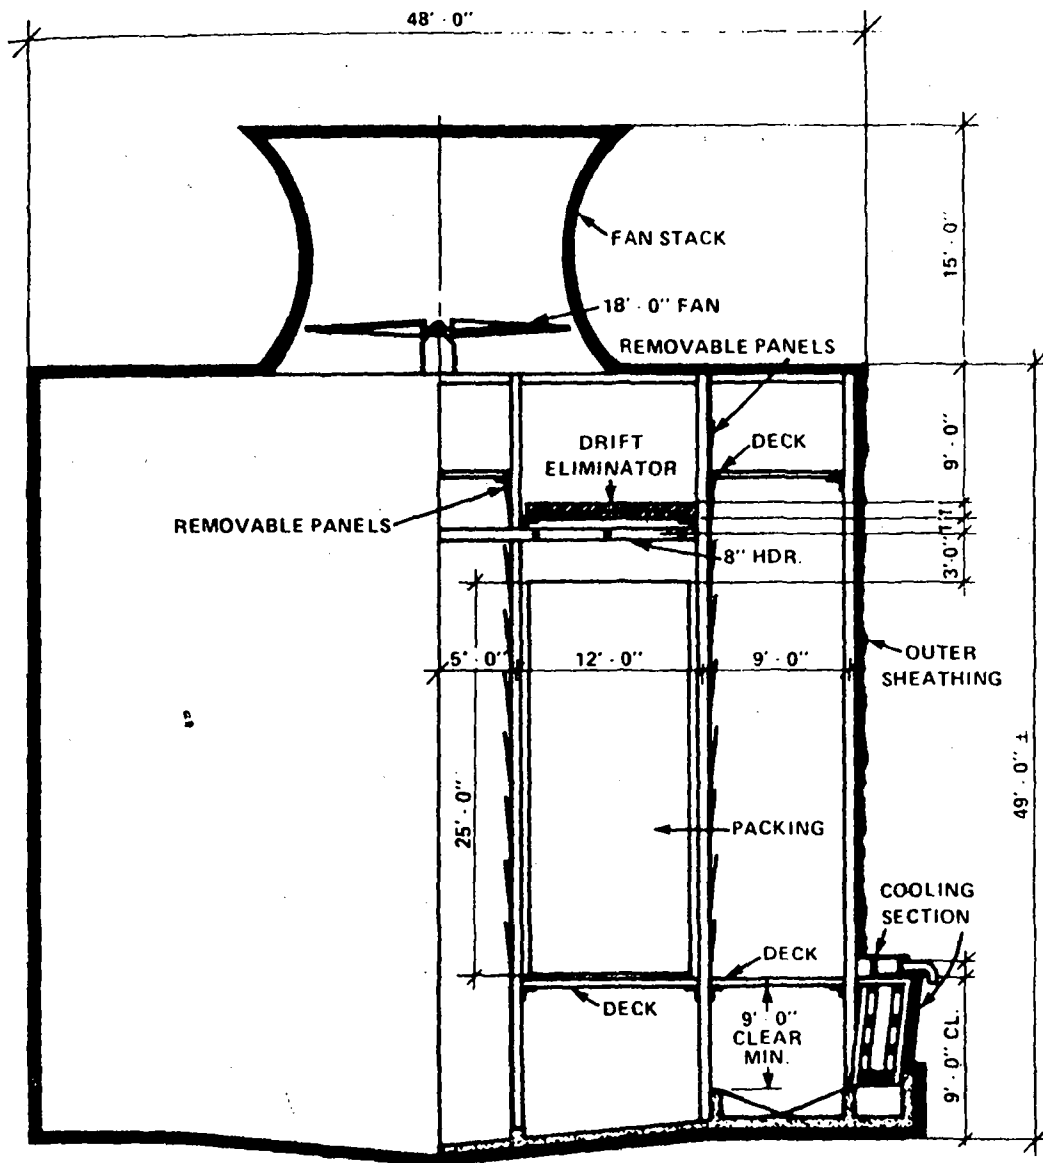 48'·0"
FAN STACK
15'·0"
18'·0" FAN
REMOVABLE PANELS
DRIFT
ELIMINATOR
DECK
9'·0"
REMOVABLE PANELS
8" HDR.
3'·0"
5'·0"
12'·0"
9'·0"
OUTER
SHEATHING
49'·0" ±
25'·0"
PACKING
COOLING
SECTION
DECK
DECK
9'·0"
CLEAR
MIN.
9'·0" CL.